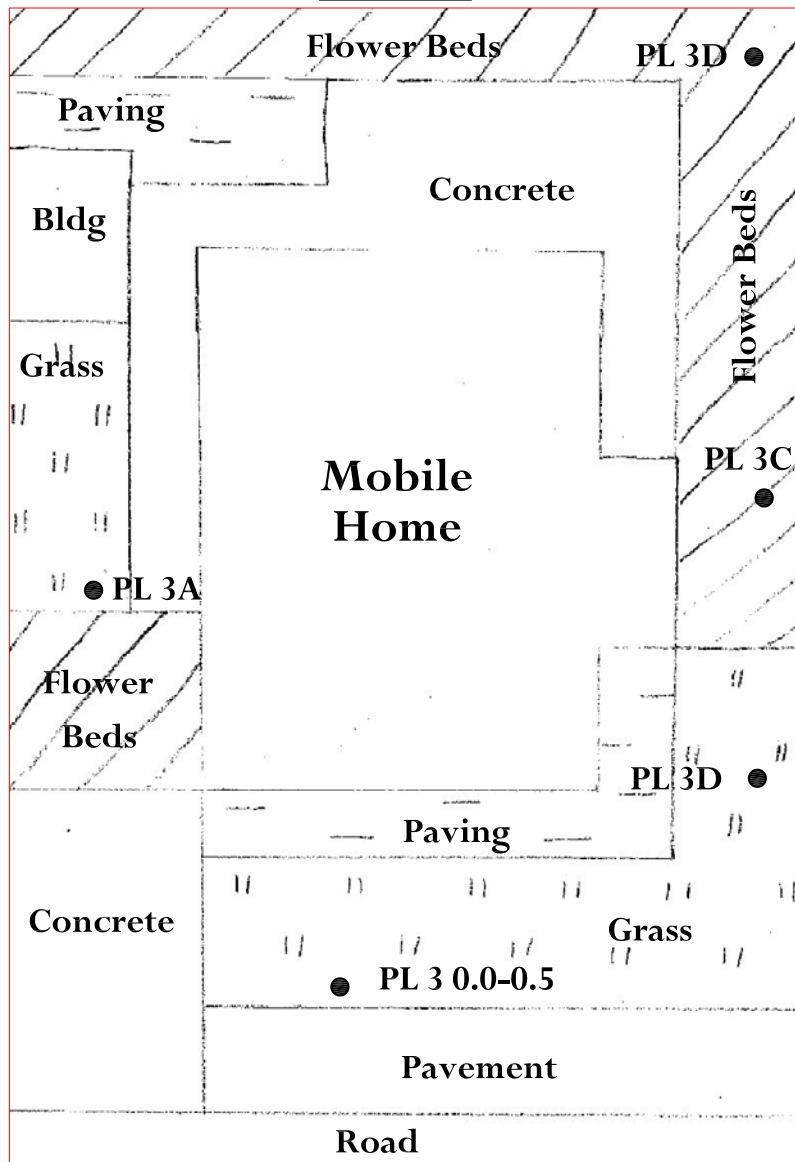 Flower Beds
PL 3D
Paving
Concrete
Bldg
Flower Beds
Grass
PL 3C
Mobile
Home
PL 3A
Flower
Beds
PL 3D
Paving
Concrete
Grass
PL 3 0.0-0.5
Pavement
Road